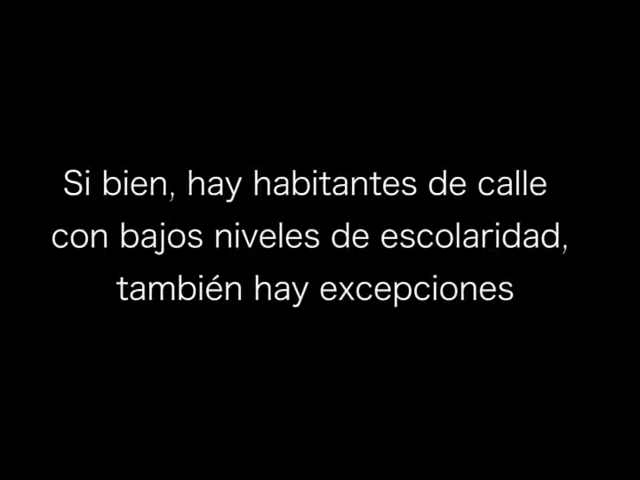 Si bien, hay habitantes de calle
con bajos niveles de escolaridad,
también hay excepciones